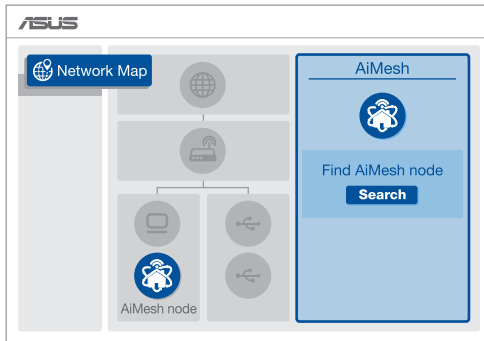 ASUS
Network Map
AiMesh
Find AiMesh node
Search
AiMesh node